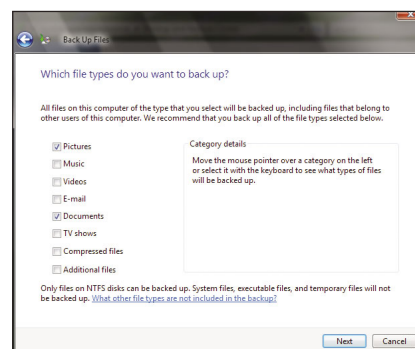 Back Up Files
Which file types do you want to back up?
All files on this computer of the type that you select will be backed up, including files that belong to
other users of this computer. We recommend that you back up all of the file types selected below.
Pictures
Music
Videos
E-mail
Documents
TV shows
Compressed files
Additional files
Category details
Move the mouse pointer over a category on the left
or select it with the keyboard to see what types of files
will be backed up.
Only files on NTFS disks can be backed up. System files, executable files, and temporary files will not
be backed up. What other file types are not included in the backup?
Next
Cancel